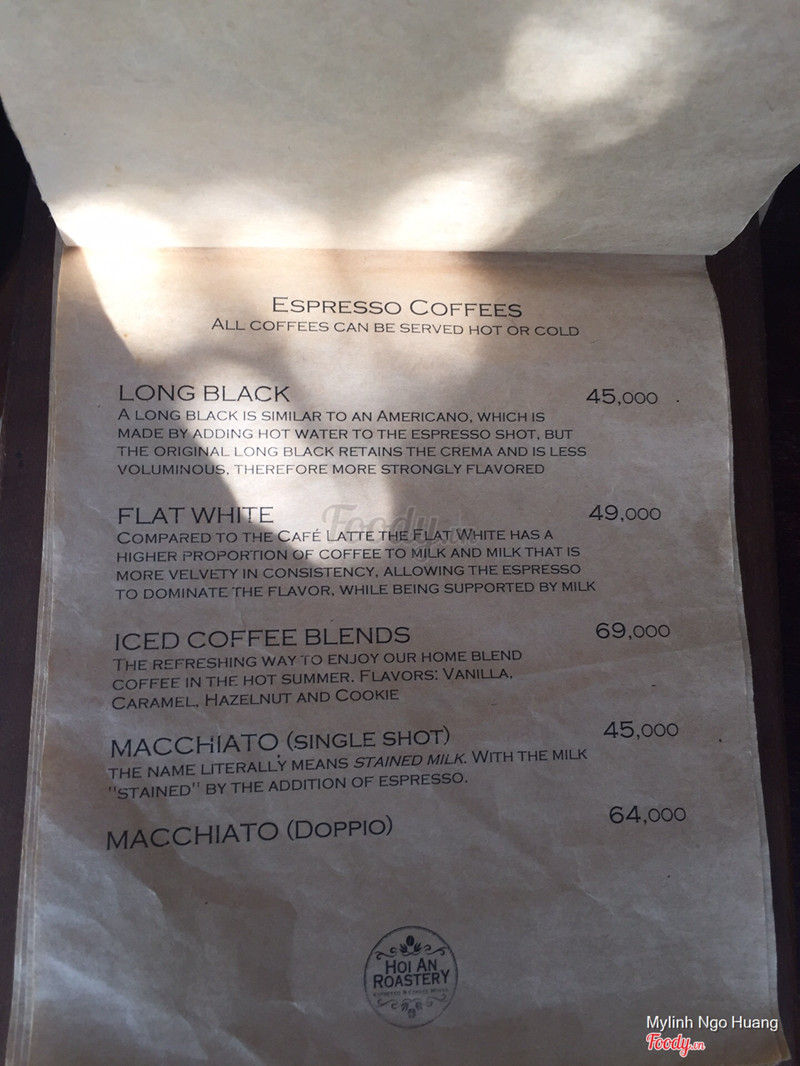 Espresso Coffees
All coffees can be served hot or cold
LONG BLACK 45,000
A long black is similar to an Americano, which is
made by adding hot water to the espresso shot, but
the original long black retains the crema and is less
voluminous, therefore more strongly flavored
FLAT WHITE 49,000
Compared to the Café Latte the Flat White has a
higher proportion of coffee to milk and milk that is
more velvety in consistency, allowing the espresso
to dominate the flavor, while being supported by milk
ICED COFFEE BLENDS 69,000
The refreshing way to enjoy our home blend
coffee in the hot summer. Flavors: Vanilla,
Caramel, Hazelnut and Cookie
MACCHIATO (single shot) 45,000
the name literally means stained milk. With the milk
"stained" by the addition of espresso.
MACCHIATO (Doppio) 64,000
Hoi An
Roastery
Mylinh Ngo Huang
Foody.vn